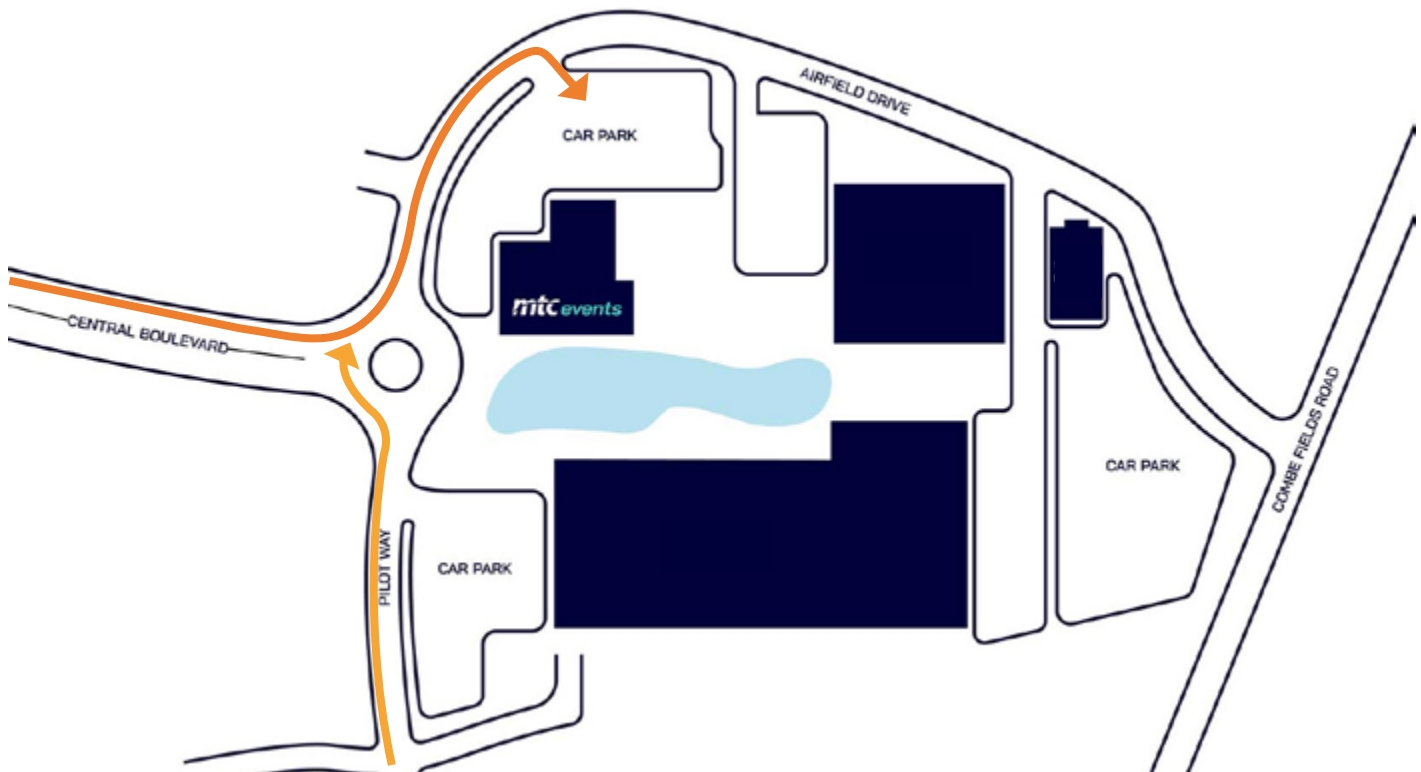 AIRFIELD DRIVE
CAR PARK
mtc events
CENTRAL BOULEVARD
COMBE FIELDS ROAD
CAR PARK
PILOT WAY
CAR PARK